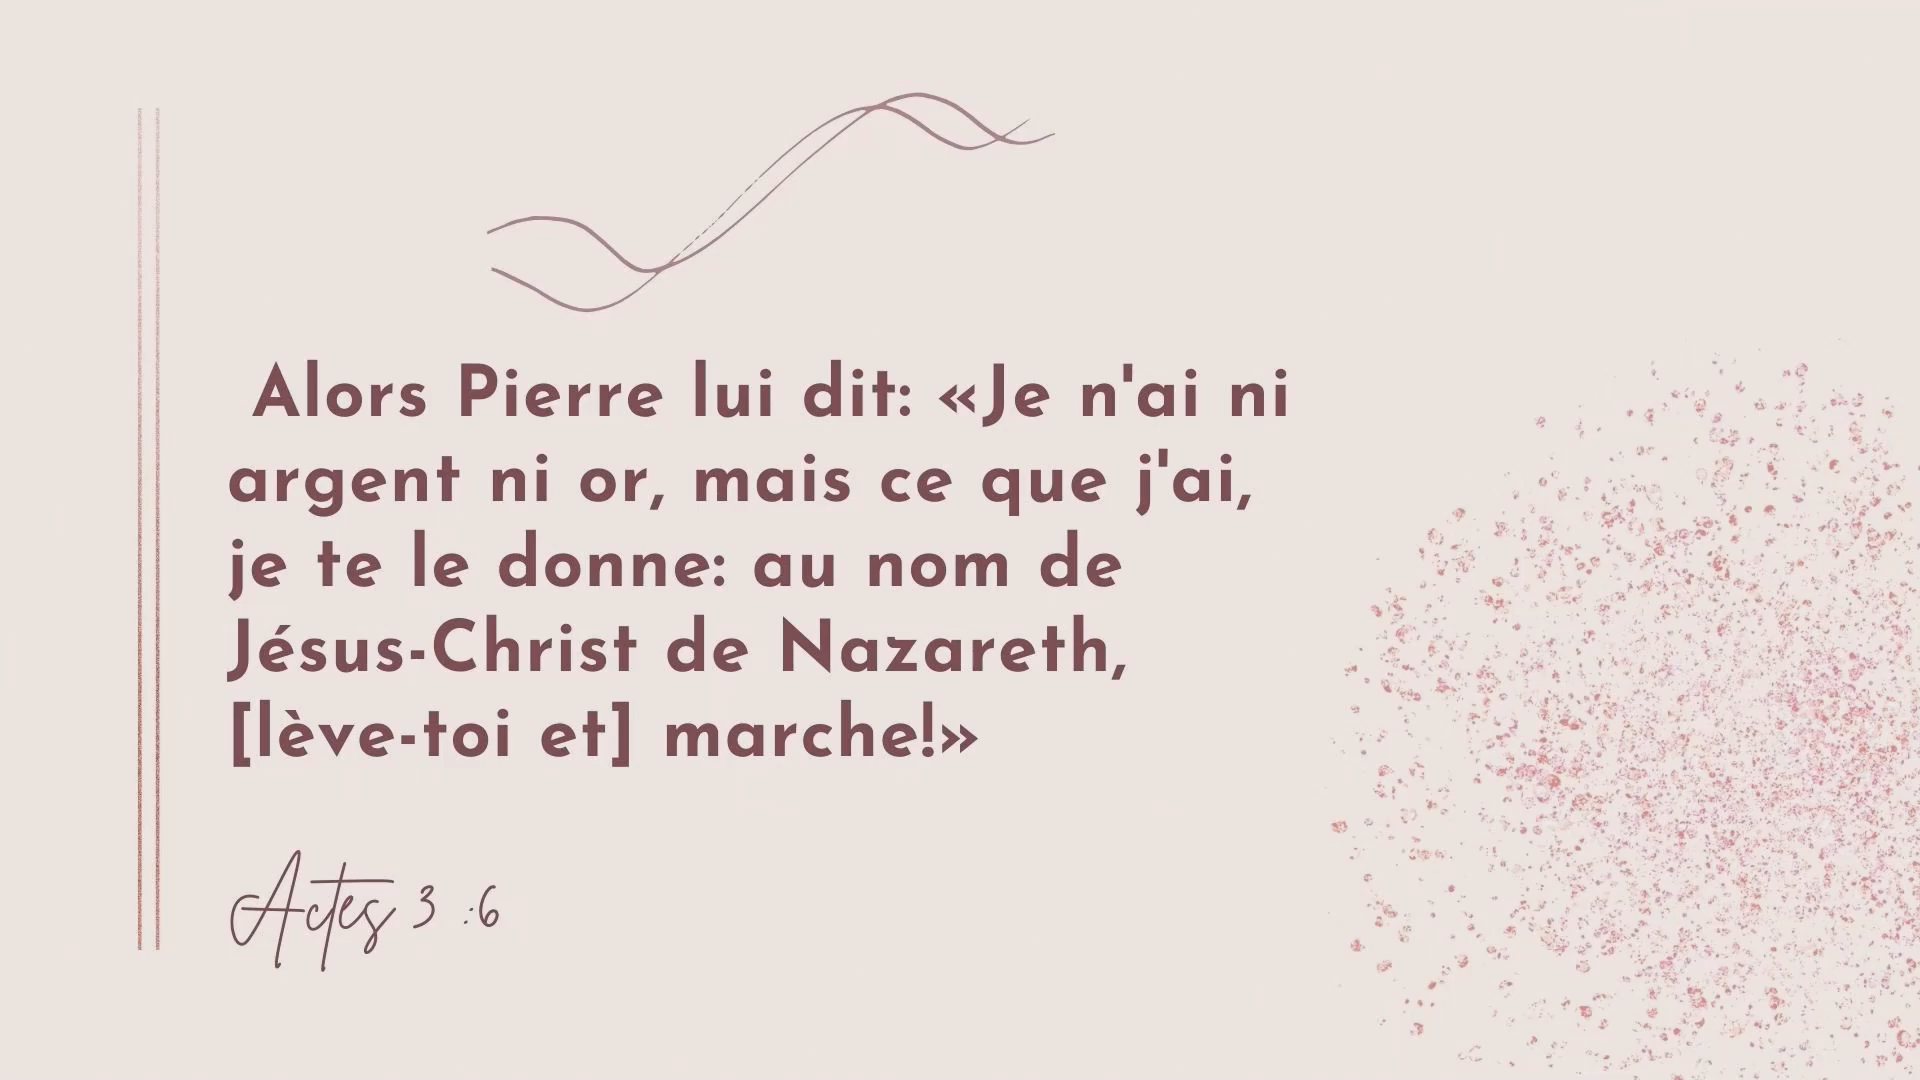 Alors Pierre lui dit: «Je n'ai ni
argent ni or, mais ce que j'ai,
je te le donne: au nom de
Jésus-Christ de Nazareth,
[lève-toi et] marche!»
Actes 3 :6